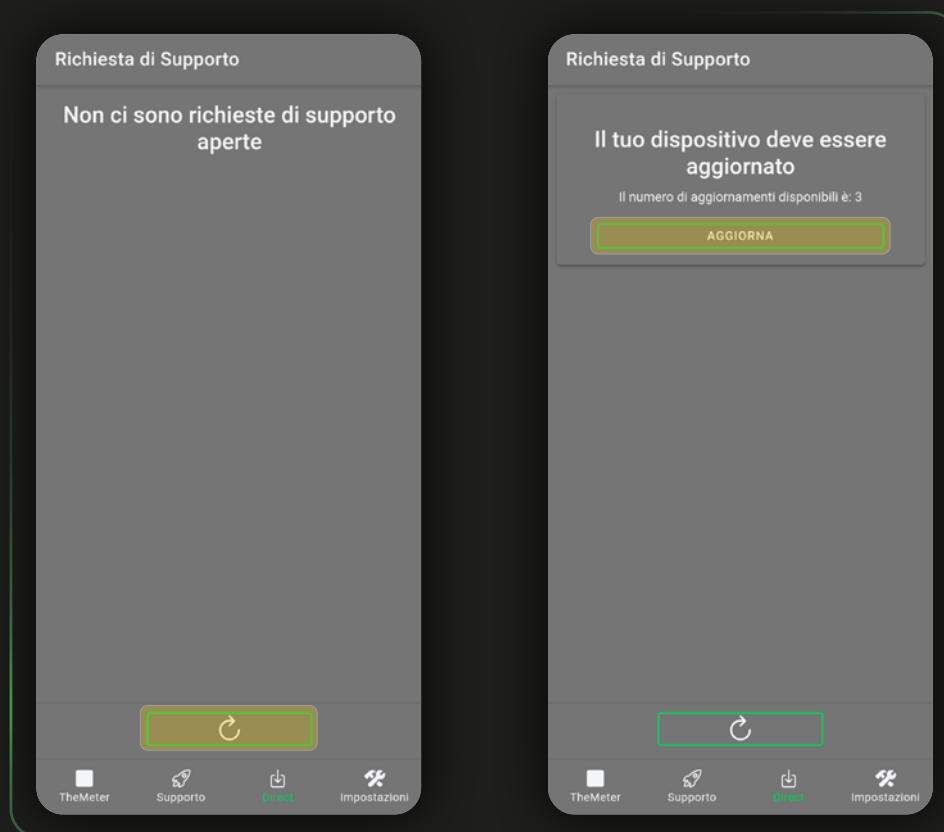 Richiesta di Supporto
Non ci sono richieste di supporto
aperte
TheMeter
Supporto
Direct
Impostazioni
Richiesta di Supporto
Il tuo dispositivo deve essere
aggiornato
Il numero di aggiornamenti disponibili è: 3
AGGIORNA
TheMeter
Supporto
Direct
Impostazioni